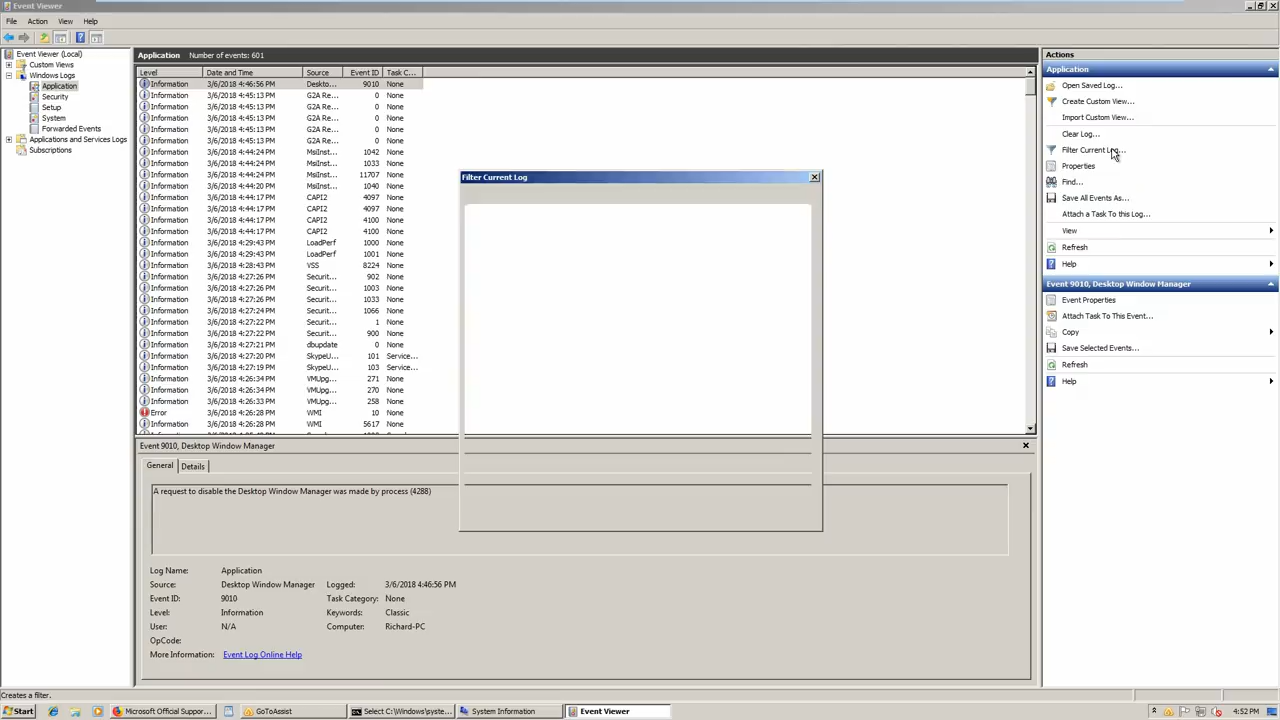 Event Viewer
File Action View Help
Event Viewer (Local)
Custom Views
Windows Logs
Application
Security
Setup
System
Forwarded Events
Applications and Services Logs
Subscriptions
Application Number of events: 601
Level Date and Time Source Event ID Task C...
Information 3/6/2018 4:46:56 PM Deskto... 9010 None
Information 3/6/2018 4:45:13 PM G2A Re... 0 None
Information 3/6/2018 4:45:13 PM G2A Re... 0 None
Information 3/6/2018 4:45:13 PM G2A Re... 0 None
Information 3/6/2018 4:45:13 PM G2A Re... 0 None
Information 3/6/2018 4:45:13 PM G2A Re... 0 None
Information 3/6/2018 4:44:24 PM MsiInst... 1042 None
Information 3/6/2018 4:44:24 PM MsiInst... 1033 None
Information 3/6/2018 4:44:24 PM MsiInst... 11707 None
Information 3/6/2018 4:44:20 PM MsiInst... 1040 None
Information 3/6/2018 4:44:17 PM CAPI2 4097 None
Information 3/6/2018 4:44:17 PM CAPI2 4097 None
Information 3/6/2018 4:44:17 PM CAPI2 4100 None
Information 3/6/2018 4:44:17 PM CAPI2 4100 None
Information 3/6/2018 4:29:43 PM LoadPerf 1000 None
Information 3/6/2018 4:29:43 PM LoadPerf 1001 None
Information 3/6/2018 4:28:43 PM VSS 8224 None
Information 3/6/2018 4:27:26 PM Securit... 902 None
Information 3/6/2018 4:27:26 PM Securit... 1003 None
Information 3/6/2018 4:27:26 PM Securit... 1033 None
Information 3/6/2018 4:27:24 PM Securit... 1066 None
Information 3/6/2018 4:27:22 PM Securit... 1 None
Information 3/6/2018 4:27:22 PM Securit... 900 None
Information 3/6/2018 4:27:21 PM dbupdate 0 None
Information 3/6/2018 4:27:20 PM SkypeU... 101 Service...
Information 3/6/2018 4:27:19 PM SkypeU... 103 Service...
Information 3/6/2018 4:26:34 PM VMUpg... 271 None
Information 3/6/2018 4:26:34 PM VMUpg... 270 None
Information 3/6/2018 4:26:33 PM VMUpg... 258 None
Error 3/6/2018 4:26:28 PM WMI 10 None
Information 3/6/2018 4:26:28 PM WMI 5617 None
Filter Current Log
Event 9010, Desktop Window Manager
General Details
A request to disable the Desktop Window Manager was made by process (4288)
Log Name: Application
Source: Desktop Window Manager Logged: 3/6/2018 4:46:56 PM
Event ID: 9010 Task Category: None
Level: Information Keywords: Classic
User: N/A Computer: Richard-PC
OpCode:
More Information: Event Log Online Help
Actions
Application
Open Saved Log...
Create Custom View...
Import Custom View...
Clear Log...
Filter Current Log...
Properties
Find...
Save All Events As...
Attach a Task To this Log...
View
Refresh
Help
Event 9010, Desktop Window Manager
Event Properties
Attach Task To This Event...
Copy
Save Selected Events...
Refresh
Help
Creates a filter.
Start Microsoft Official Suppor... GoToAssist Select C:\Windows\syste... System Information Event Viewer 4:52 PM